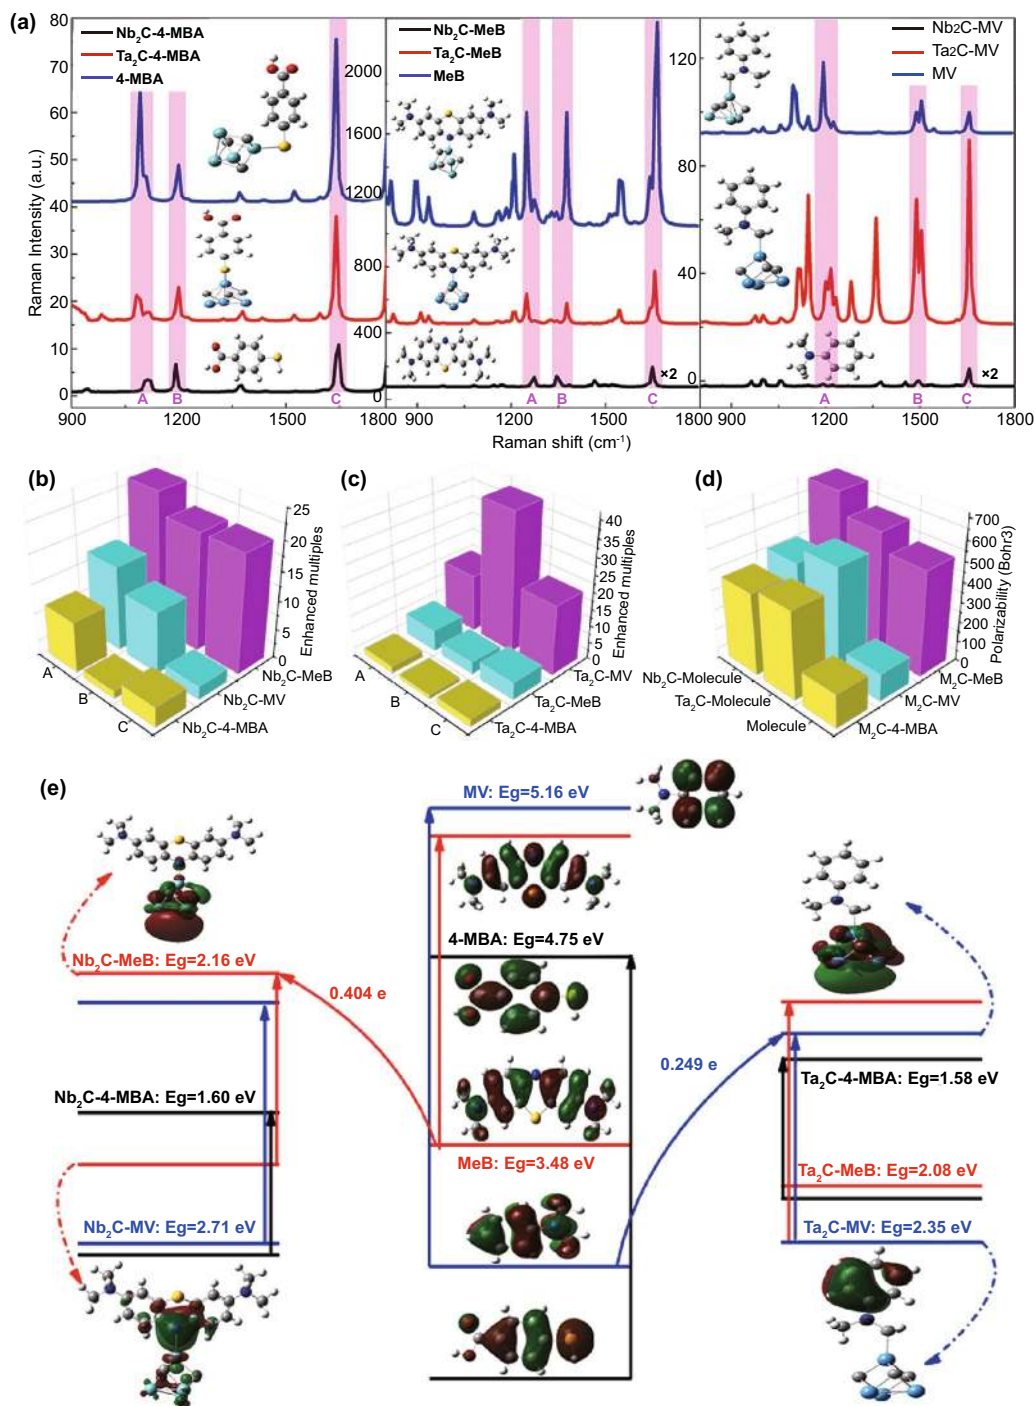 (a)
Raman Intensity (a.u.)
80
70
60
50
40
30
20
10
0
Nb₂C-4-MBA
Ta₂C-4-MBA
4-MBA
A
B
C
900
1200
1500
1800
2000
1600
1200
800
400
0
Nb₂C-MeB
Ta₂C-MeB
MeB
×2
A
B
C
900
1200
1500
1800
120
80
40
0
Nb₂C-MV
Ta₂C-MV
MV
×2
A
B
C
900
1200
1500
1800
Raman shift (cm⁻¹)
(b)
25
20
15
10
5
0
Enhanced multiples
A
B
C
Nb₂C-MeB
Nb₂C-MV
Nb₂C-4-MBA
(c)
40
35
30
25
20
15
10
5
0
Enhanced multiples
A
B
C
Ta₂C-MV
Ta₂C-MeB
Ta₂C-4-MBA
(d)
700
600
500
400
300
200
100
0
Polarizability (Bohr3)
Nb₂C-Molecule
Ta₂C-Molecule
Molecule
M₂C-MeB
M₂C-MV
M₂C-4-MBA
(e)
MV: Eg=5.16 eV
4-MBA: Eg=4.75 eV
Nb₂C-MeB: Eg=2.16 eV
0.404 e
0.249 e
Nb₂C-4-MBA: Eg=1.60 eV
Ta₂C-4-MBA: Eg=1.58 eV
MeB: Eg=3.48 eV
Ta₂C-MeB: Eg=2.08 eV
Nb₂C-MV: Eg=2.71 eV
Ta₂C-MV: Eg=2.35 eV